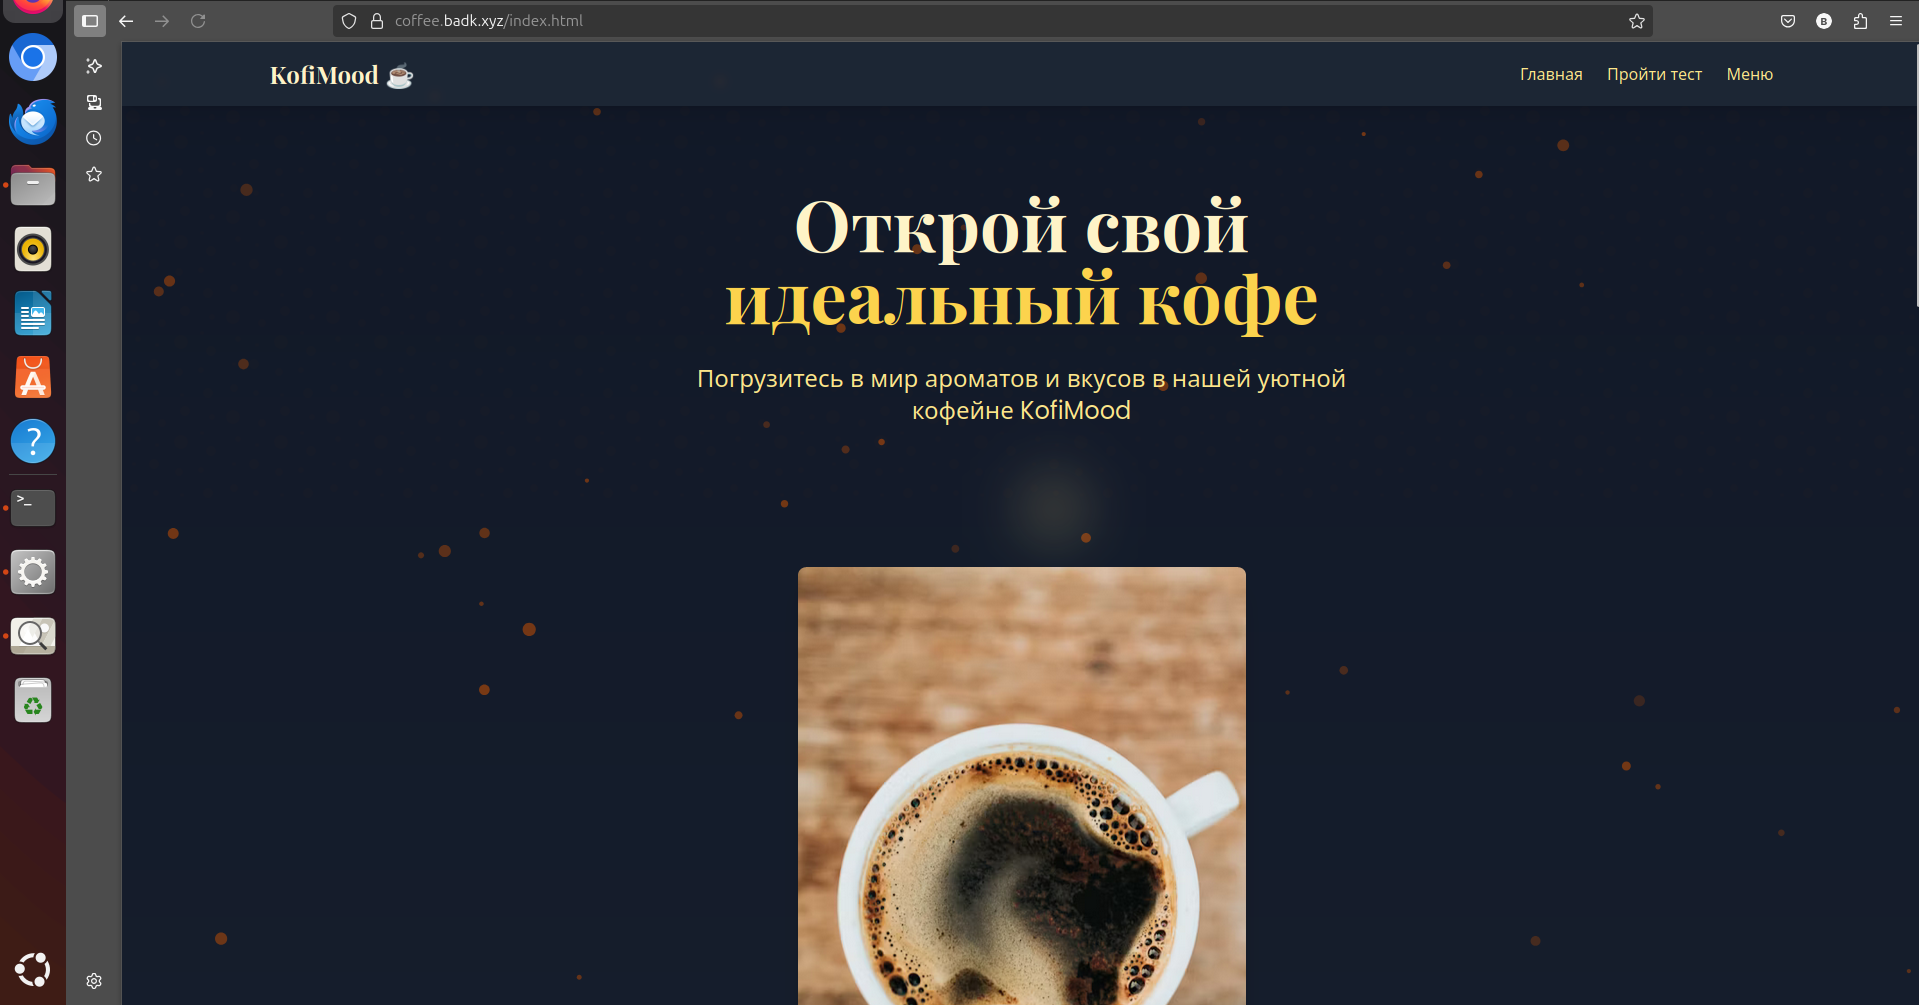 coffee.badk.xyz/index.html
B
KofiMood
Главная Пройти тест Меню
Открой свой
идеальный кофе
Погрузитесь в мир ароматов и вкусов в нашей уютной
кофейне KofiMood